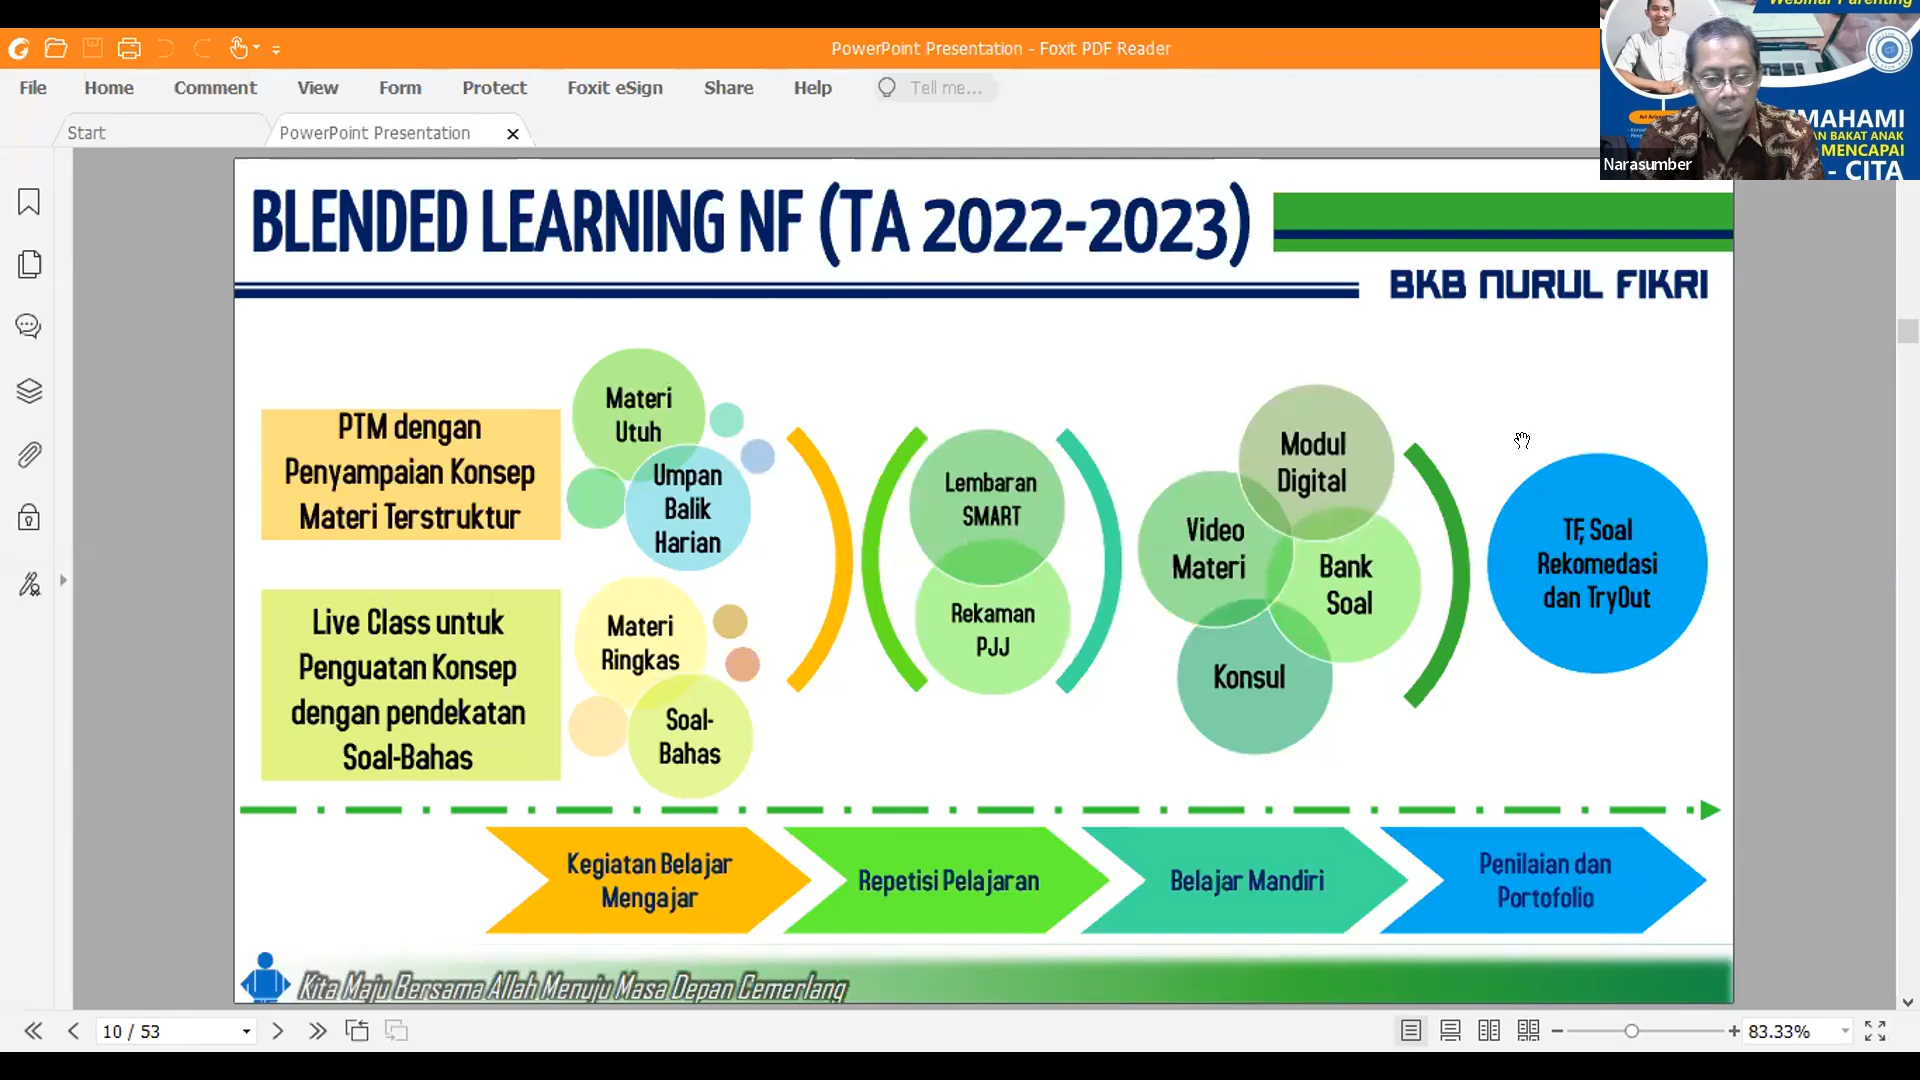 PowerPoint Presentation - Foxit PDF Reader
File Home Comment View Form Protect Foxit eSign Share Help Tell me...
Start
PowerPoint Presentation
Webinar Parenting
MAHAMI
BAKAT ANAK
MENCAPAI
- CITA
Narasumber
BLENDED LEARNING NF (TA 2022-2023)
BKB NURUL FIKRI
PTM dengan
Penyampaian Konsep
Materi Terstruktur
Materi
Utuh
Umpan
Balik
Harian
Live Class untuk
Penguatan Konsep
dengan pendekatan
Soal-Bahas
Materi
Ringkas
Soal-
Bahas
Lembaran
SMART
Rekaman
PJJ
Modul
Digital
Video
Materi
Bank
Soal
Konsul
TF, Soal
Rekomedasi
dan TryOut
Kegiatan Belajar
Mengajar
Repetisi Pelajaran
Belajar Mandiri
Penilaian dan
Portofolio
Kita Maju Bersama Allah Menuju Masa Depan Cemerlang
10 / 53
83.33%